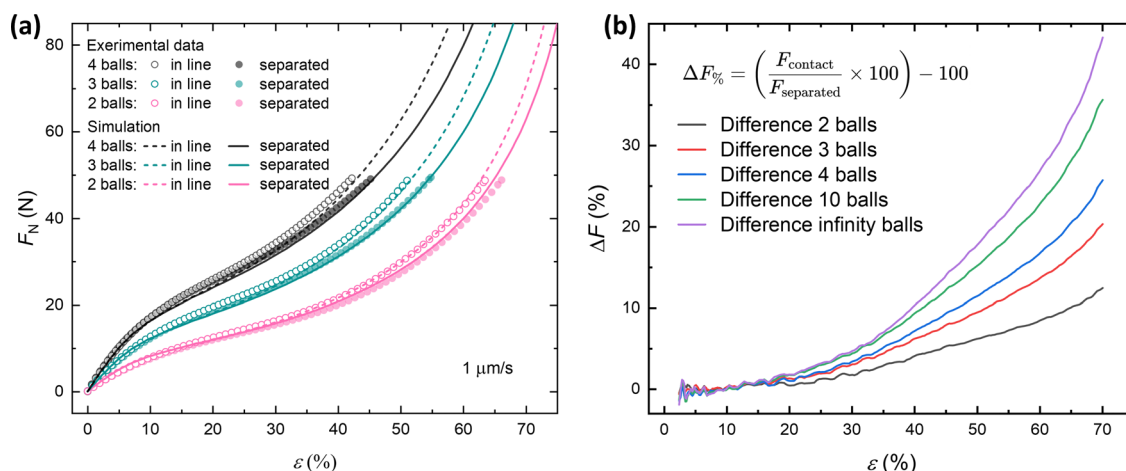 (a)
Exerimental data
4 balls: in line separated
3 balls: in line separated
2 balls: in line separated
Simulation
4 balls: in line separated
3 balls: in line separated
2 balls: in line separated
1 μm/s
F_N (N)
80
60
40
20
0
0 10 20 30 40 50 60 70
ε (%)
(b)
ΔF_% = (F_contact / F_separated × 100) − 100
Difference 2 balls
Difference 3 balls
Difference 4 balls
Difference 10 balls
Difference infinity balls
ΔF (%)
40
30
20
10
0
0 10 20 30 40 50 60 70
ε (%)